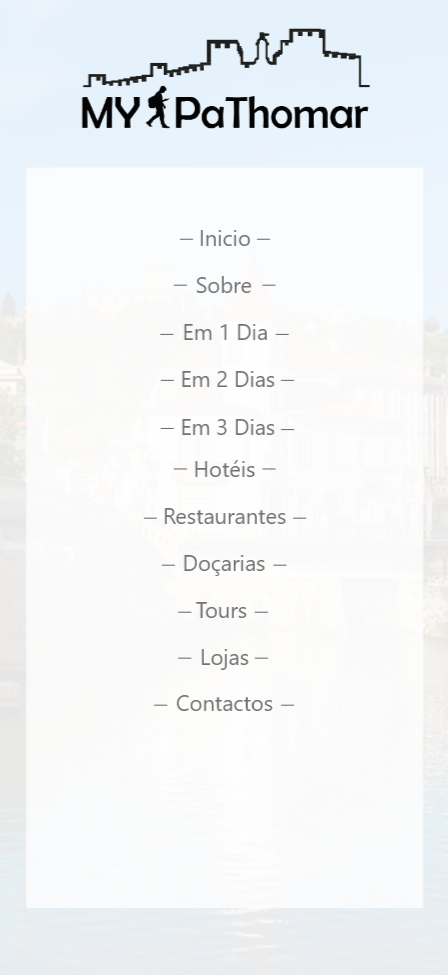 MY PaThomar
– Inicio –
– Sobre –
– Em 1 Dia –
– Em 2 Dias –
– Em 3 Dias –
– Hotéis –
– Restaurantes –
– Doçarias –
– Tours –
– Lojas –
– Contactos –